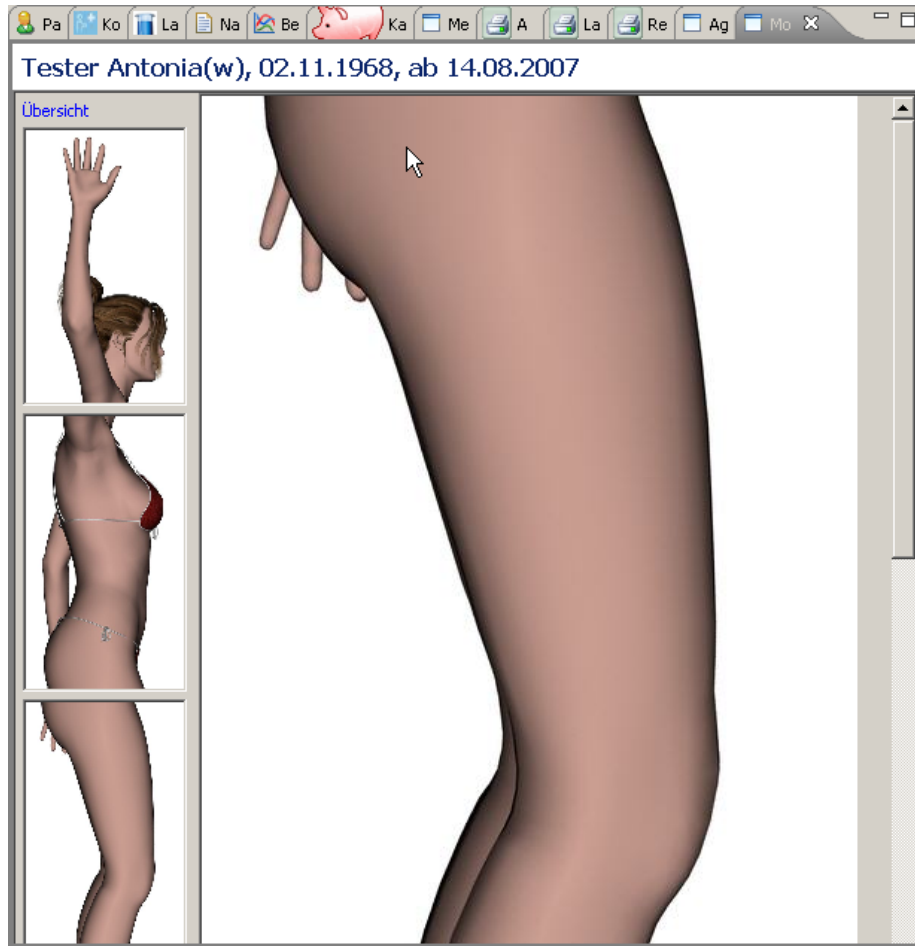 Pa Ko La Na Be Ka Me A La Re Ag Mo
Tester Antonia(w), 02.11.1968, ab 14.08.2007
Übersicht